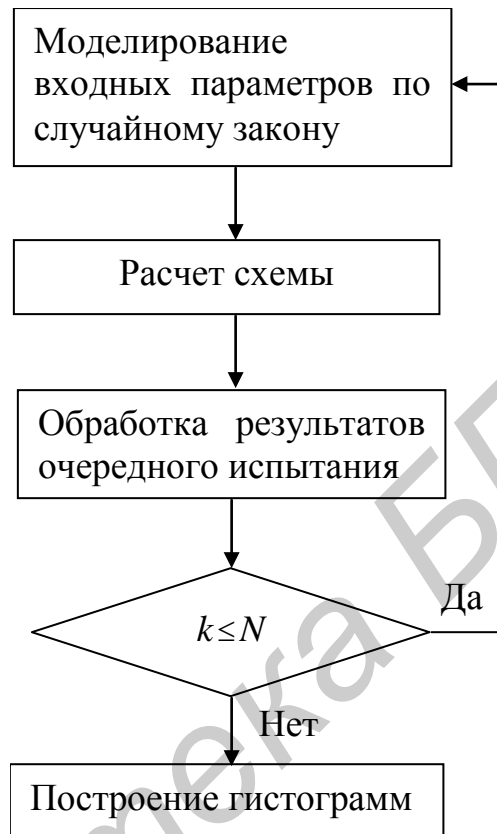 Моделирование
входных параметров по
случайному закону
Расчет схемы
Обработка результатов
очередного испытания
k≤N
Да
Нет
Построение гистограмм